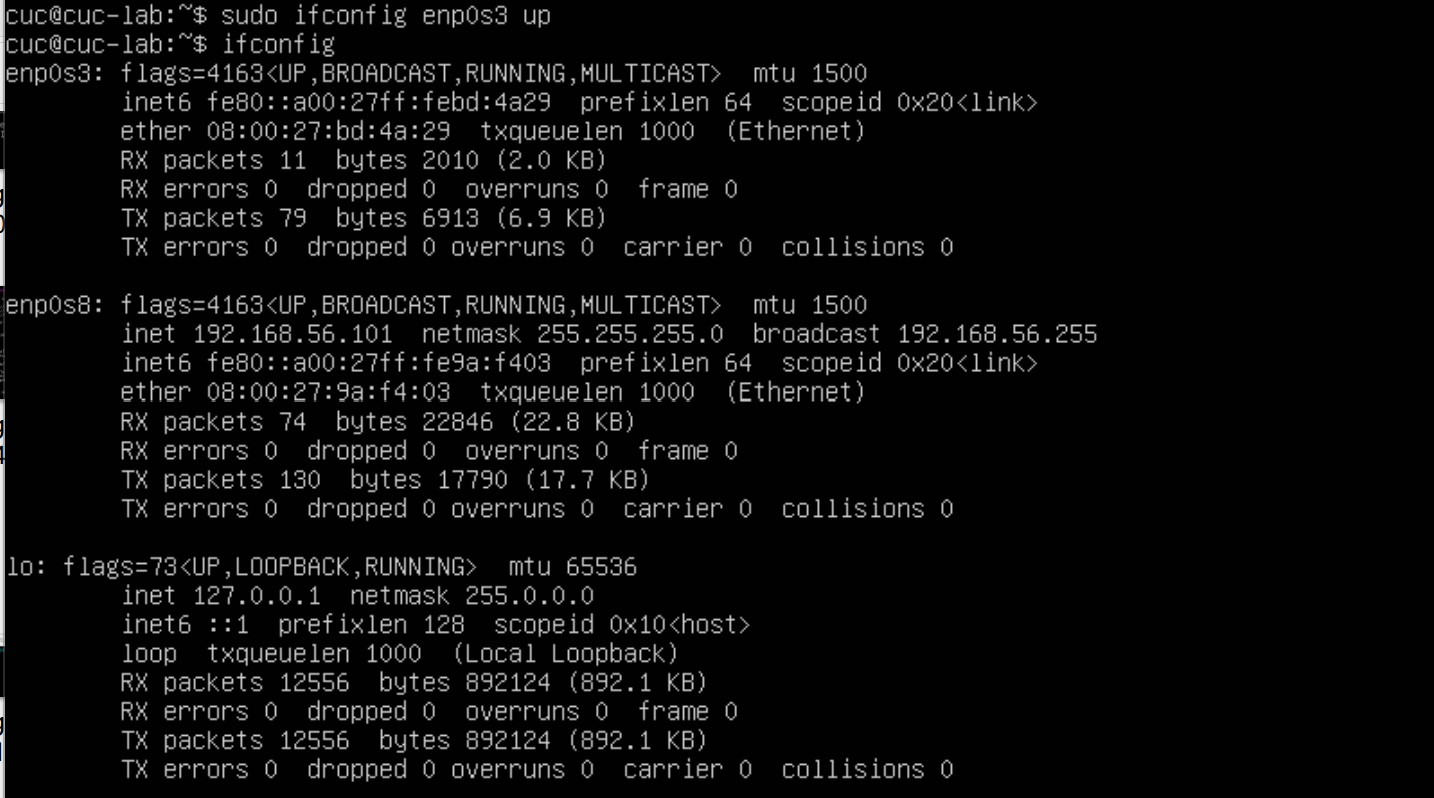 cuc@cuc-lab:~$ sudo ifconfig enp0s3 up
cuc@cuc-lab:~$ ifconfig
enp0s3: flags=4163<UP,BROADCAST,RUNNING,MULTICAST>  mtu 1500
        inet6 fe80::a00:27ff:febd:4a29  prefixlen 64  scopeid 0x20<link>
        ether 08:00:27:bd:4a:29  txqueuelen 1000  (Ethernet)
        RX packets 11  bytes 2010 (2.0 KB)
        RX errors 0  dropped 0  overruns 0  frame 0
        TX packets 79  bytes 6913 (6.9 KB)
        TX errors 0  dropped 0 overruns 0  carrier 0  collisions 0

enp0s8: flags=4163<UP,BROADCAST,RUNNING,MULTICAST>  mtu 1500
        inet 192.168.56.101  netmask 255.255.255.0  broadcast 192.168.56.255
        inet6 fe80::a00:27ff:fe9a:f403  prefixlen 64  scopeid 0x20<link>
        ether 08:00:27:9a:f4:03  txqueuelen 1000  (Ethernet)
        RX packets 74  bytes 22846 (22.8 KB)
        RX errors 0  dropped 0  overruns 0  frame 0
        TX packets 130  bytes 17790 (17.7 KB)
        TX errors 0  dropped 0 overruns 0  carrier 0  collisions 0

lo: flags=73<UP,LOOPBACK,RUNNING>  mtu 65536
        inet 127.0.0.1  netmask 255.0.0.0
        inet6 ::1  prefixlen 128  scopeid 0x10<host>
        loop  txqueuelen 1000  (Local Loopback)
        RX packets 12556  bytes 892124 (892.1 KB)
        RX errors 0  dropped 0  overruns 0  frame 0
        TX packets 12556  bytes 892124 (892.1 KB)
        TX errors 0  dropped 0 overruns 0  carrier 0  collisions 0